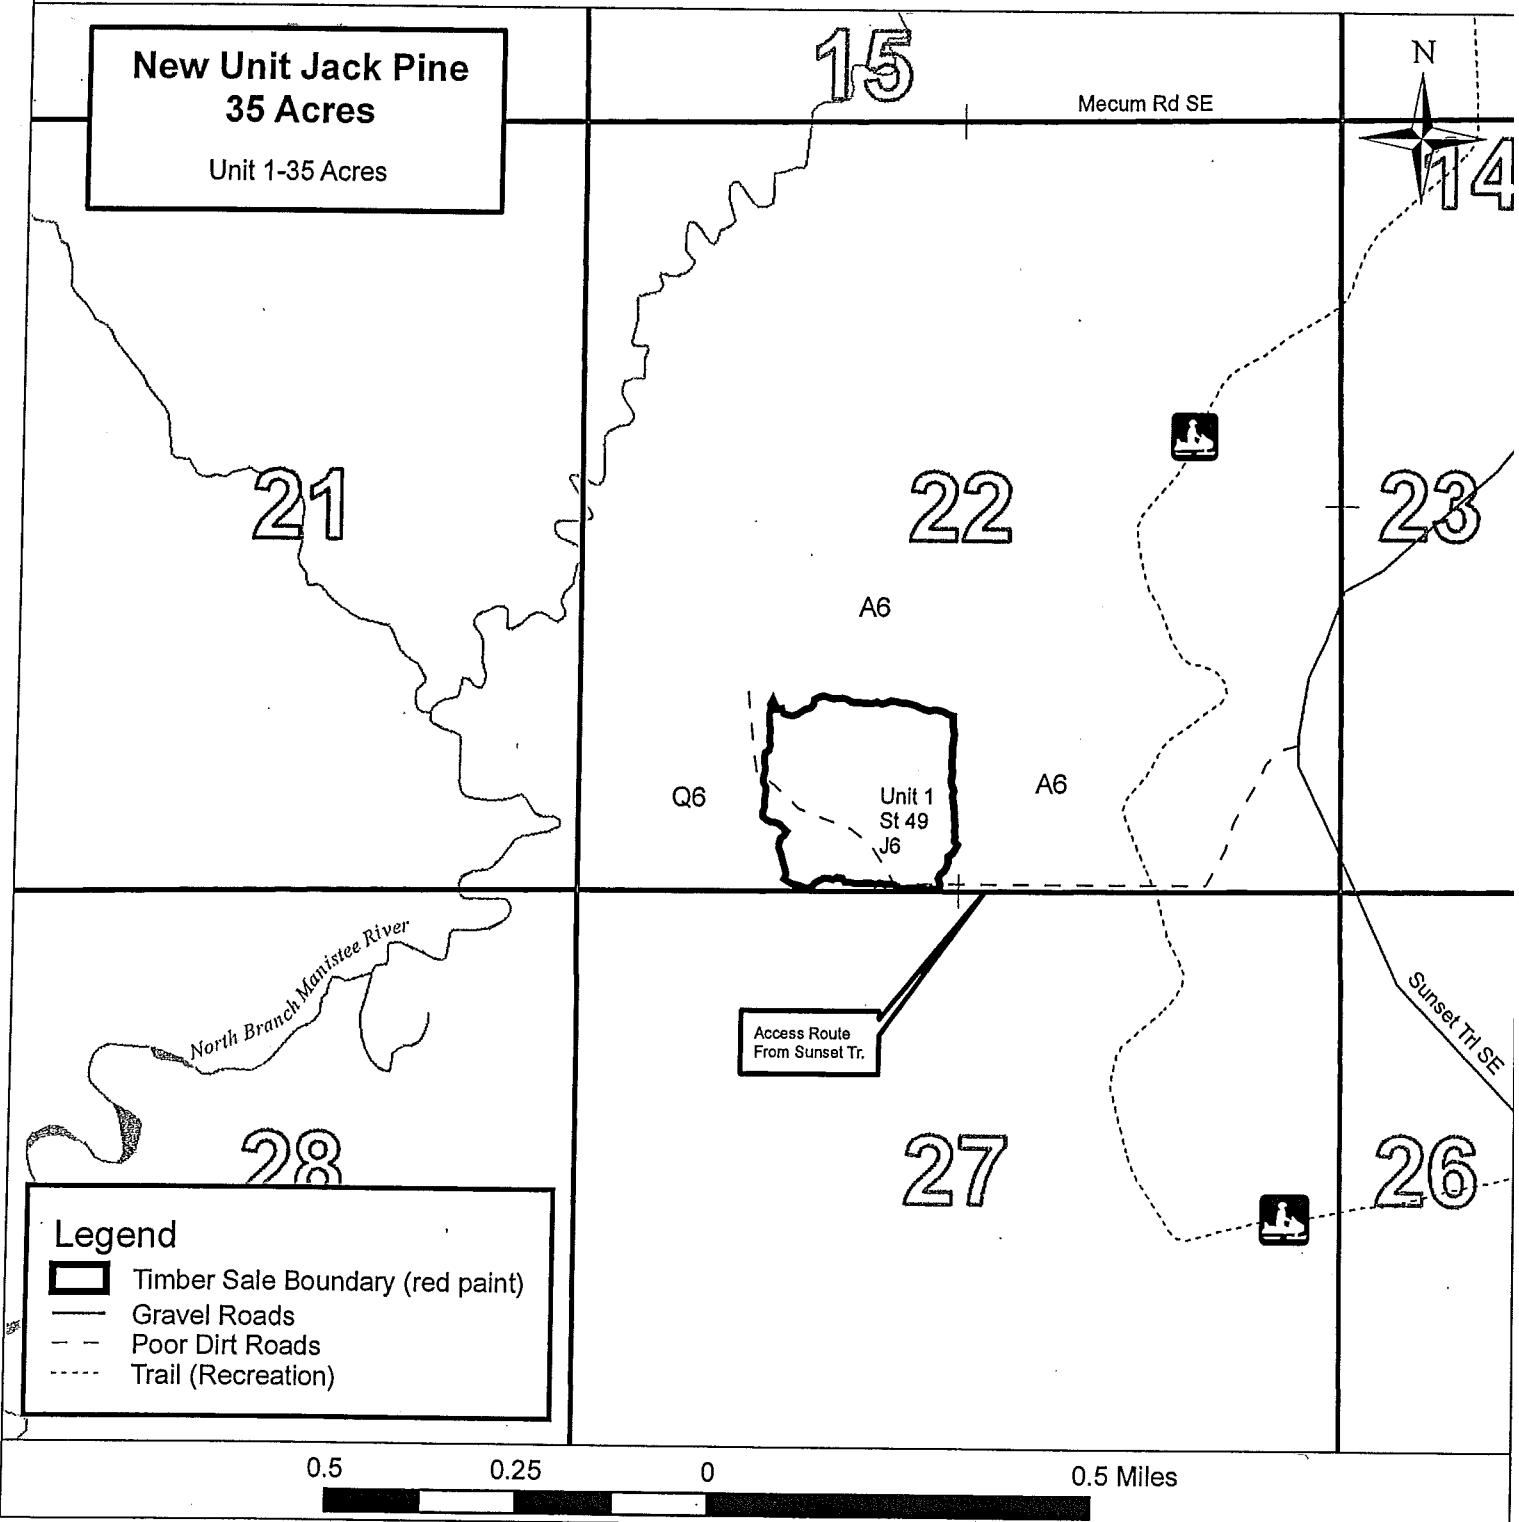 New Unit Jack Pine
35 Acres
Unit 1-35 Acres
15
Mecum Rd SE
N
14
21
22
23
A6
Q6
A6
Unit 1
St 49
J6
North Branch Manistee River
Access Route
From Sunset Tr.
Sunset Trl SE
28
27
26
Legend
Timber Sale Boundary (red paint)
Gravel Roads
Poor Dirt Roads
Trail (Recreation)
0.5 0.25 0 0.5 Miles